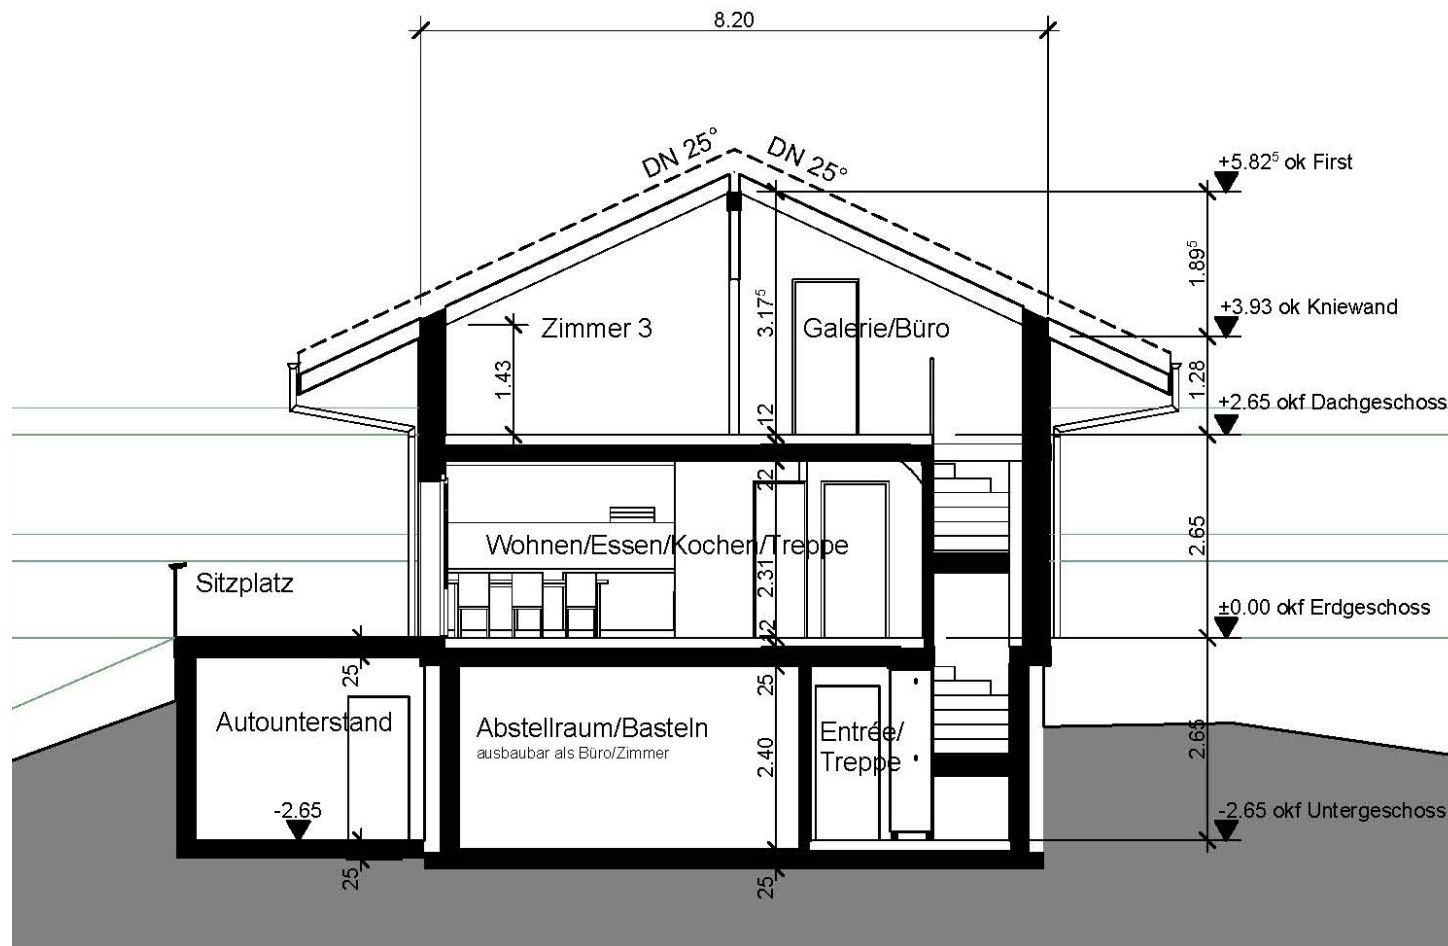 8.20
DN 25°
DN 25°
+5.82⁵ ok First
1.89⁵
+3.93 ok Kniewand
3.17⁵
Zimmer 3
Galerie/Büro
1.43
1.28
12
+2.65 okf Dachgeschoss
22
Wohnen/Essen/Kochen/Treppe
2.65
Sitzplatz
2.31
±0.00 okf Erdgeschoss
12
25
25
Autounterstand
Abstellraum/Basteln
ausbaubar als Büro/Zimmer
Entrée/
Treppe
2.40
2.65
-2.65
-2.65 okf Untergeschoss
25
25